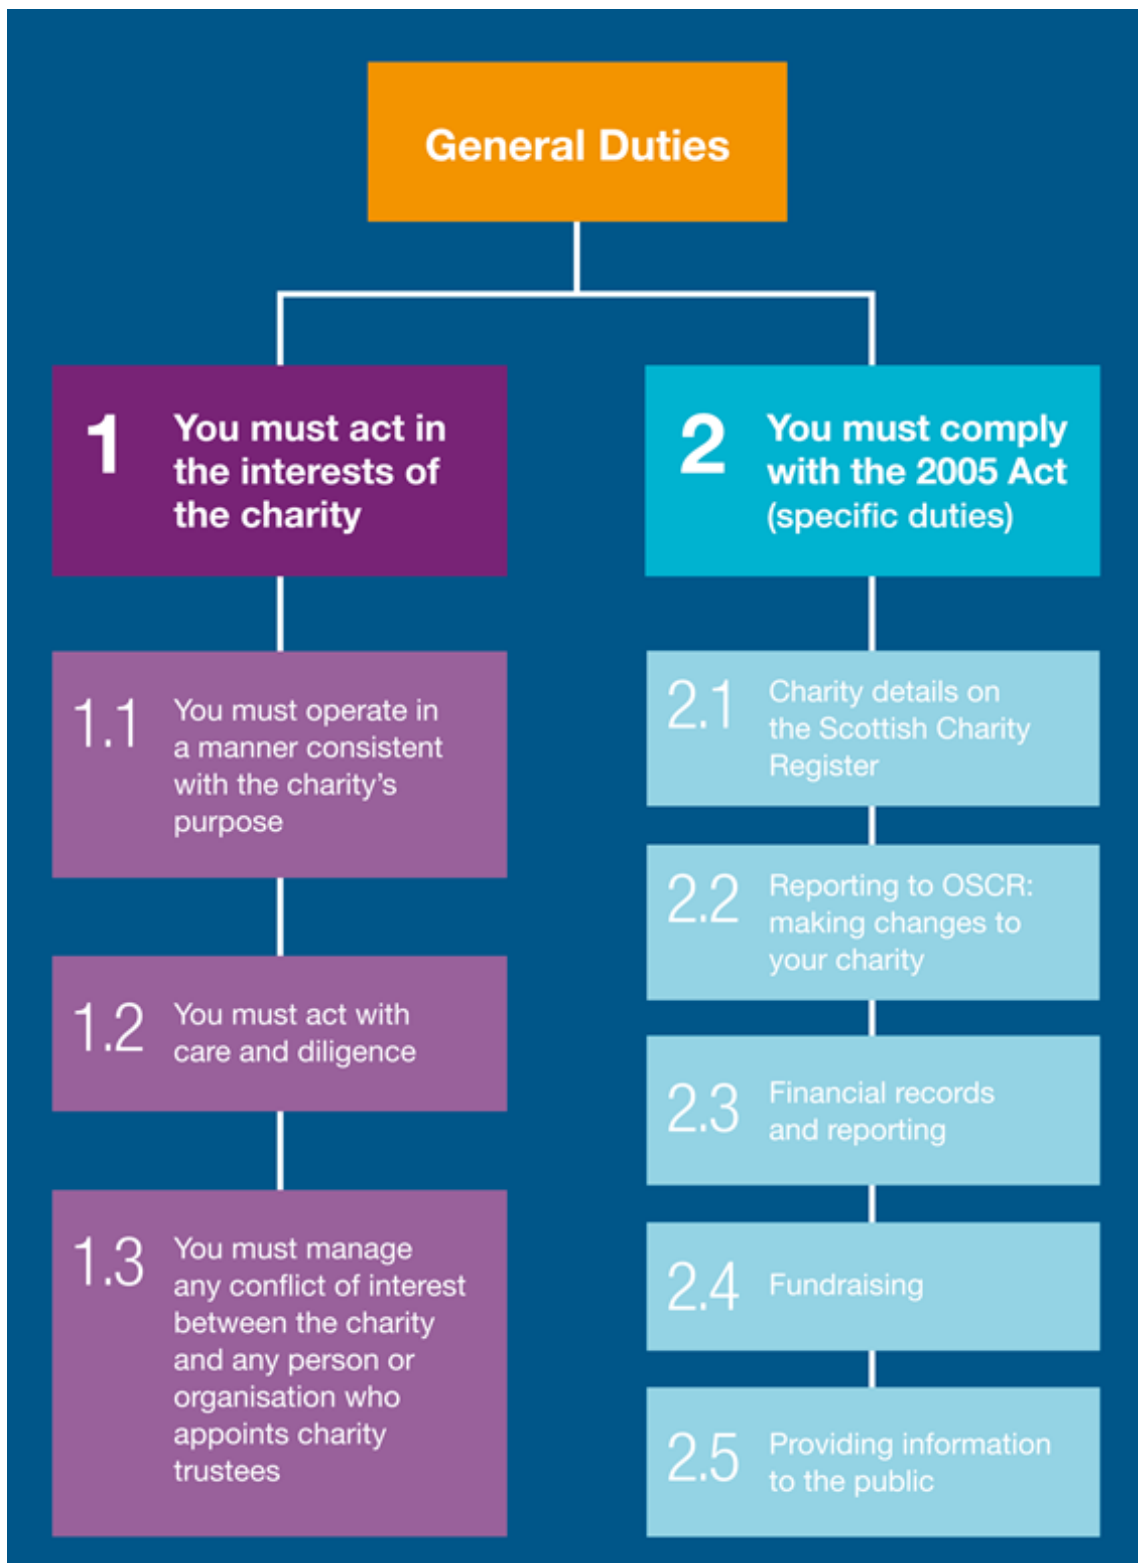 General Duties
1
You must act in
the interests of
the charity
1.1
You must operate in
a manner consistent
with the charity’s
purpose
1.2
You must act with
care and diligence
1.3
You must manage
any conflict of interest
between the charity
and any person or
organisation who
appoints charity
trustees
2
You must comply
with the 2005 Act
(specific duties)
2.1
Charity details on
the Scottish Charity
Register
2.2
Reporting to OSCR:
making changes to
your charity
2.3
Financial records
and reporting
2.4
Fundraising
2.5
Providing information
to the public